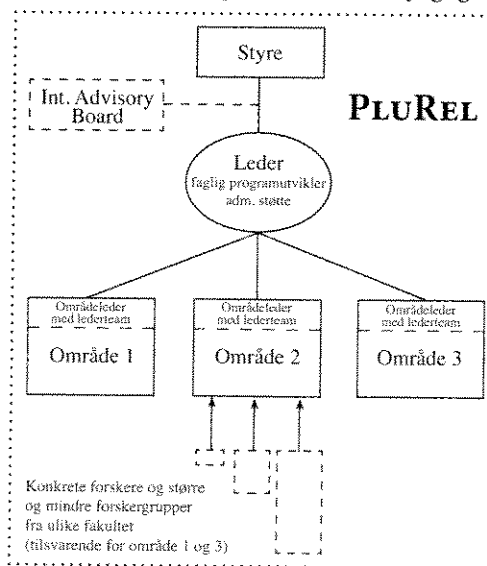 Styre
Int. Advisory
Board
PLUREL
Leder
faglig programutvikler
adm. støtte
Områdeleder
med lederteam
Område 1
Områdeleder
med lederteam
Område 2
Områdeleder
med lederteam
Område 3
Konkrete forskere og større
og mindre forskergrupper
fra ulike fakultet
(tilsvarende for område 1 og 3)